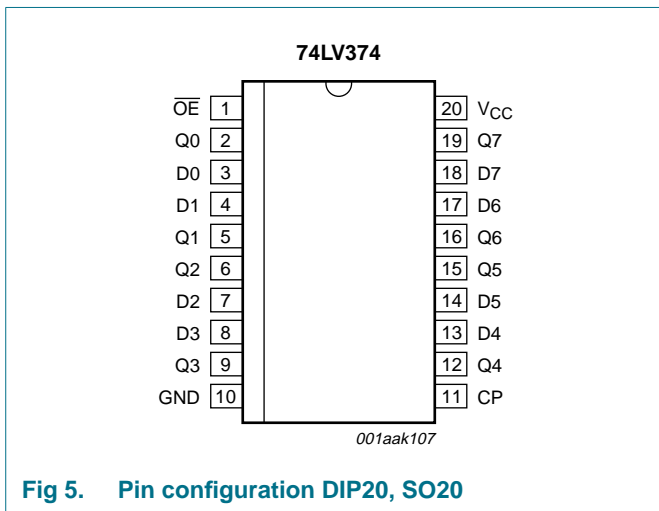 74LV374
OE 1 20 VCC
Q0 2 19 Q7
D0 3 18 D7
D1 4 17 D6
Q1 5 16 Q6
Q2 6 15 Q5
D2 7 14 D5
D3 8 13 D4
Q3 9 12 Q4
GND 10 11 CP
001aak107
Fig 5. Pin configuration DIP20, SO20